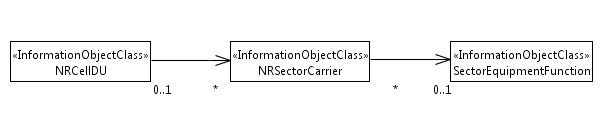 «InformationObjectClass»
NRCellDU
«InformationObjectClass»
NRSectorCarrier
«InformationObjectClass»
SectorEquipmentFunction
0..1
*
*
0..1